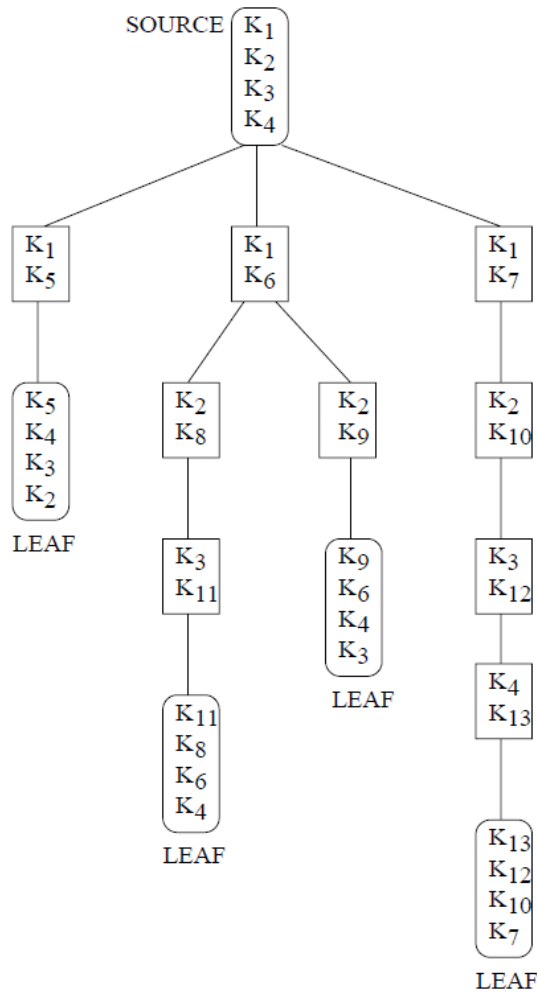 SOURCE
K₁
K₂
K₃
K₄
K₁
K₅
K₁
K₆
K₁
K₇
K₅
K₄
K₃
K₂
LEAF
K₂
K₈
K₂
K₉
K₂
K₁₀
K₃
K₁₁
K₉
K₆
K₄
K₃
LEAF
K₃
K₁₂
K₄
K₁₃
K₁₁
K₈
K₆
K₄
LEAF
K₁₃
K₁₂
K₁₀
K₇
LEAF